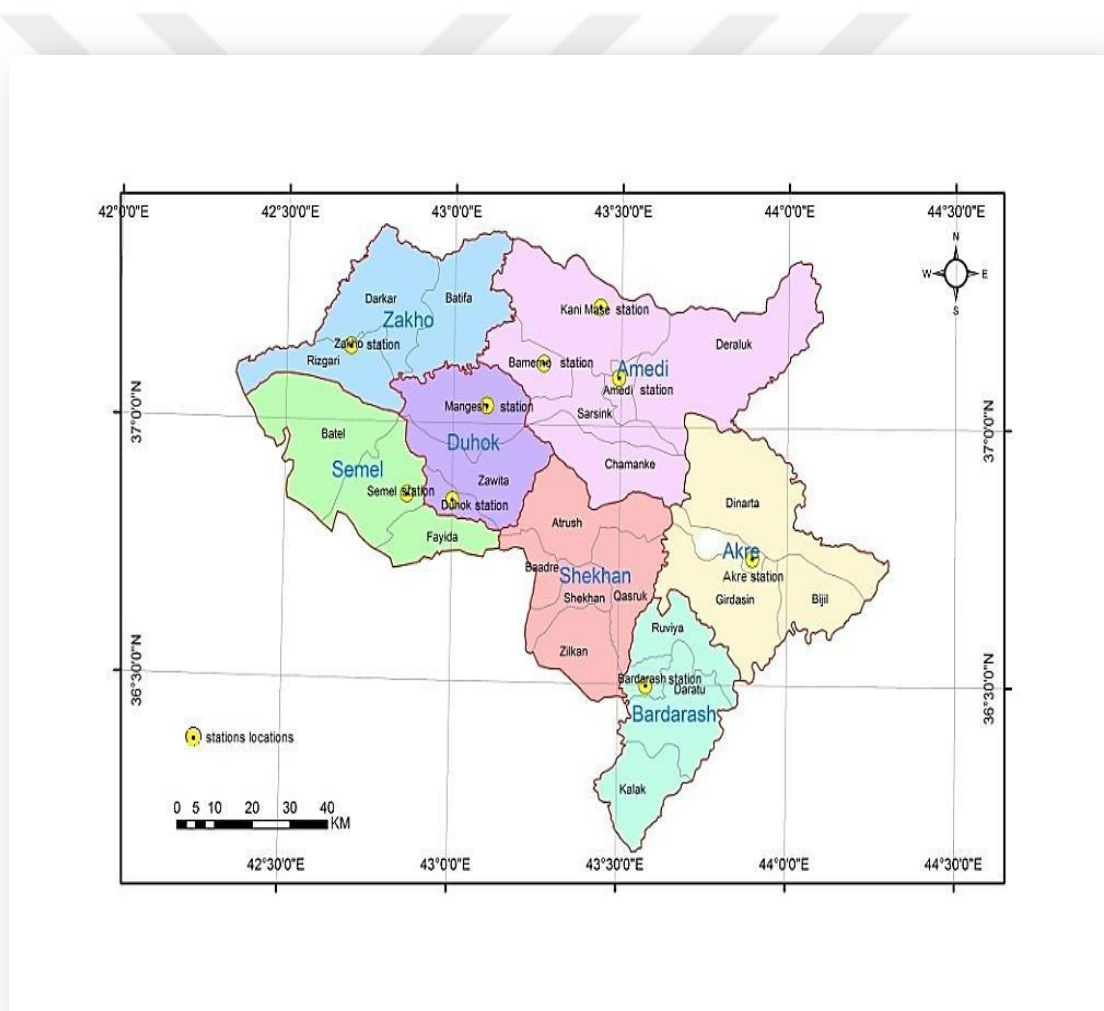 42°0'0"E 42°30'0"E 43°0'0"E 43°30'0"E 44°0'0"E 44°30'0"E
N
W E
S
Darkar Batifa
Zakho
Kani Mase station
Zakho station
Rizgari
Deraluk
Bamerne station
Amedi
Amedi station
Mangesh station
Sarsink
37°0'0"N
37°0'0"N
Batel
Duhok
Semel
Chamanke
Zawita
Semel station
Duhok station
Dinarta
Atrush
Fayida
Akre
Baadre
Shekhan
Akre station
Shekhan Qasruk
Girdasin Bijil
Ruviya
Zilkan
36°30'0"N
36°30'0"N
Bardarash station
Daratu
Bardarash
stations locations
Kalak
0 5 10 20 30 40
KM
42°30'0"E 43°0'0"E 43°30'0"E 44°0'0"E 44°30'0"E